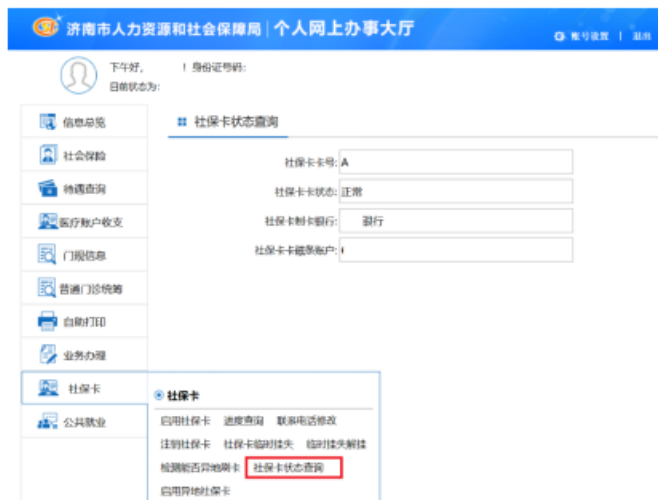 济南市人力资源和社会保障局 | 个人网上办事大厅
账号设置 | 退出
下午好， ！身份证号码：
目前状态为：
信息总览
社会保险
待遇查询
医疗账户收支
门规信息
普通门诊统筹
自助打印
业务办理
社保卡
公共就业
社保卡状态查询
社保卡卡号: A
社保卡卡状态: 正常
社保卡制卡银行: 银行
社保卡卡磁条账户:
社保卡
启用社保卡 进度查询 联系电话修改
注销社保卡 社保卡临时挂失 临时挂失解挂
检测能否异地刷卡 社保卡状态查询
启用异地社保卡